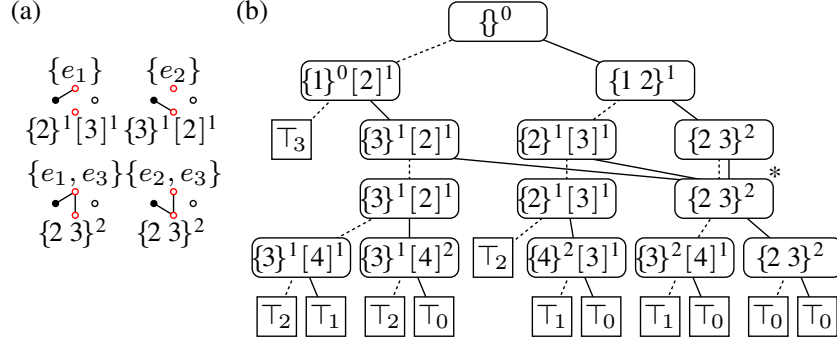 (a)
{e₁} {e₂}
{2}¹[3]¹ {3}¹[2]¹
{e₁, e₃} {e₂, e₃}
{2 3}² {2 3}²
(b)
{}⁰
{1}⁰[2]¹ {1 2}¹
⊤₃ {3}¹[2]¹ {2}¹[3]¹ {2 3}²
{3}¹[2]¹ {2}¹[3]¹ {2 3}² *
{3}¹[4]¹ {3}¹[4]² ⊤₂ {4}²[3]¹ {3}²[4]¹ {2 3}²
⊤₂ ⊤₁ ⊤₂ ⊤₀ ⊤₁ ⊤₀ ⊤₁ ⊤₀ ⊤₀ ⊤₀